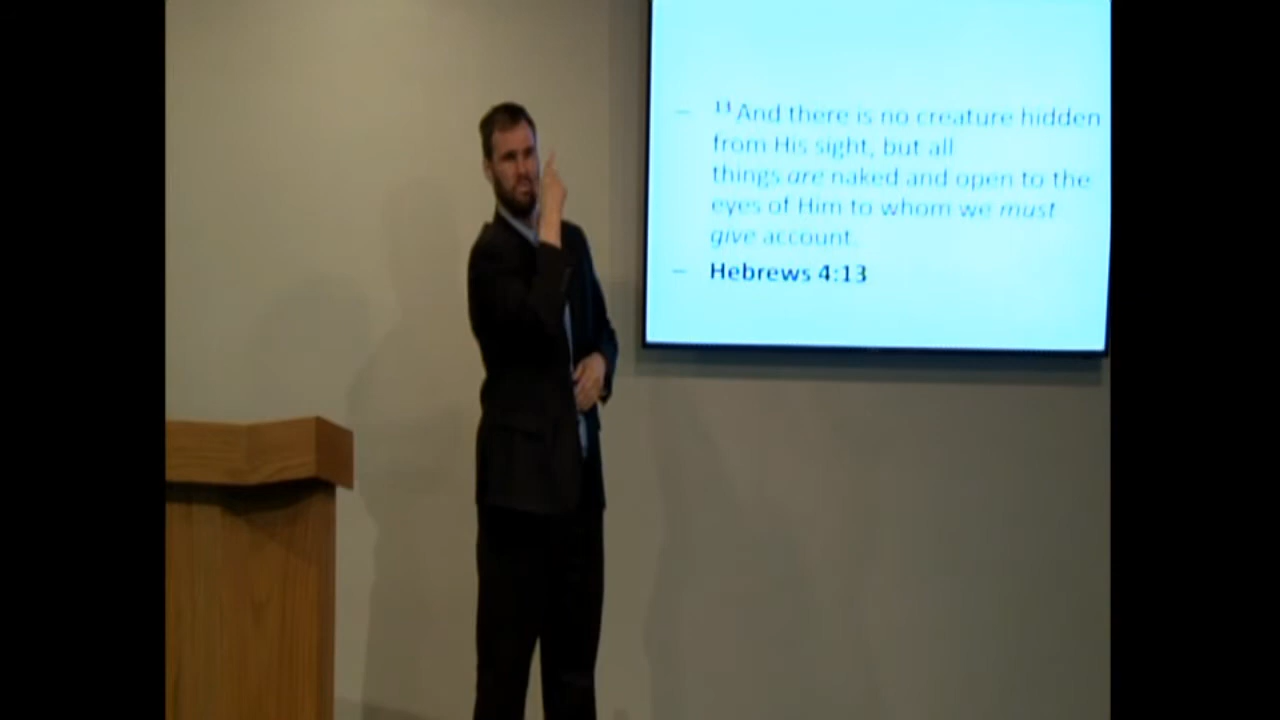 – 13 And there is no creature hidden
from His sight, but all
things are naked and open to the
eyes of Him to whom we must
give account.
– Hebrews 4:13